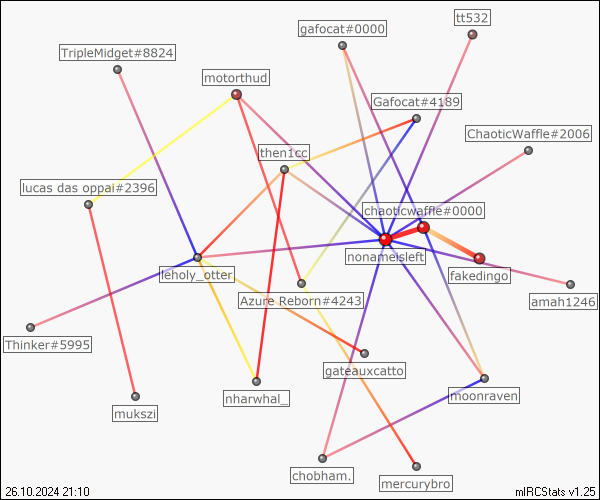 gafocat#0000
tt532
TripleMidget#8824
motorthud
Gafocat#4189
ChaoticWaffle#2006
then1cc
lucas das oppai#2396
chaoticwaffle#0000
nonameisleft
leholy_otter
fakedingo
Azure Reborn#4243
amah1246
Thinker#5995
gateauxcatto
nharwhal_
moonraven
mukszi
chobham.
mercurybro
26.10.2024 21:10
mIRCStats v1.25